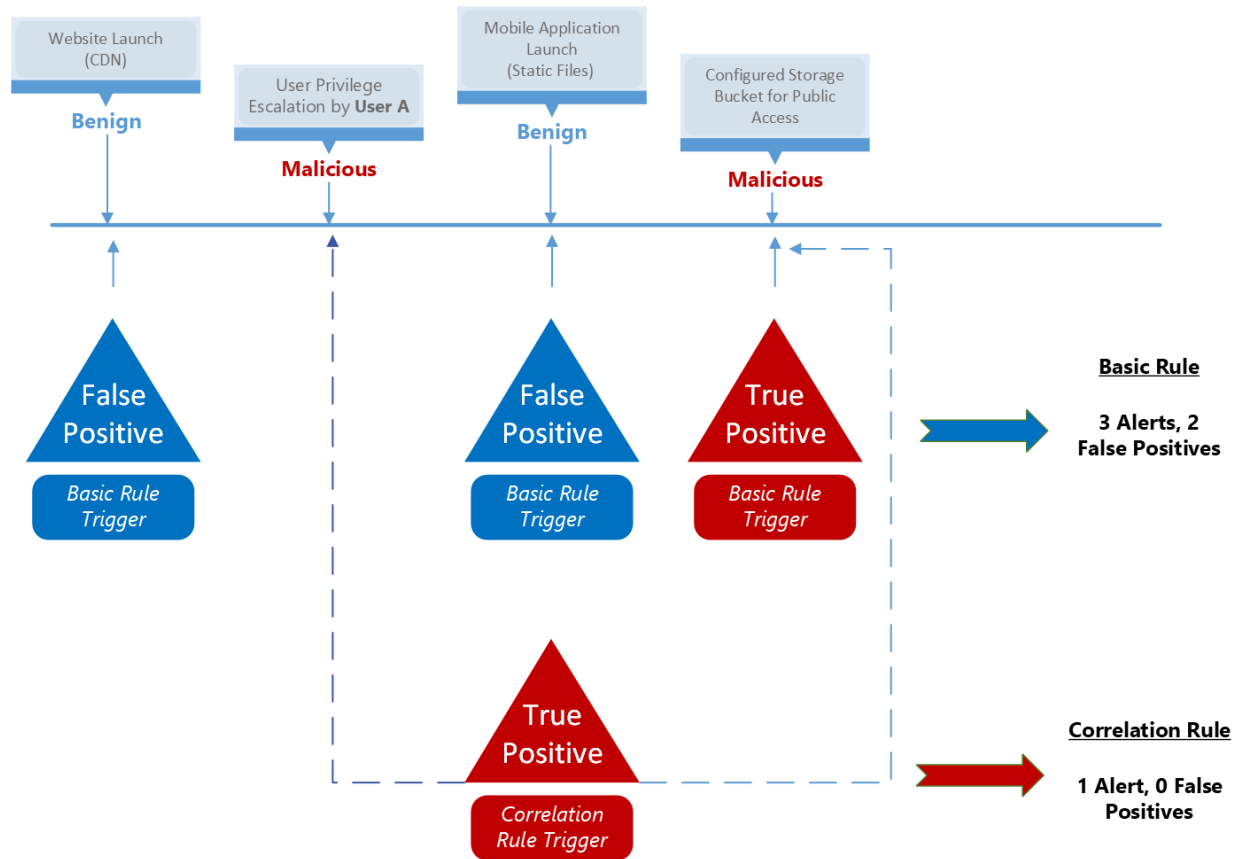 Website Launch
(CDN)
Benign
User Privilege
Escalation by User A
Malicious
Mobile Application
Launch
(Static Files)
Benign
Configured Storage
Bucket for Public
Access
Malicious
False
Positive
Basic Rule
Trigger
False
Positive
Basic Rule
Trigger
True
Positive
Basic Rule
Trigger
Basic Rule
3 Alerts, 2
False Positives
True
Positive
Correlation
Rule Trigger
Correlation Rule
1 Alert, 0 False
Positives